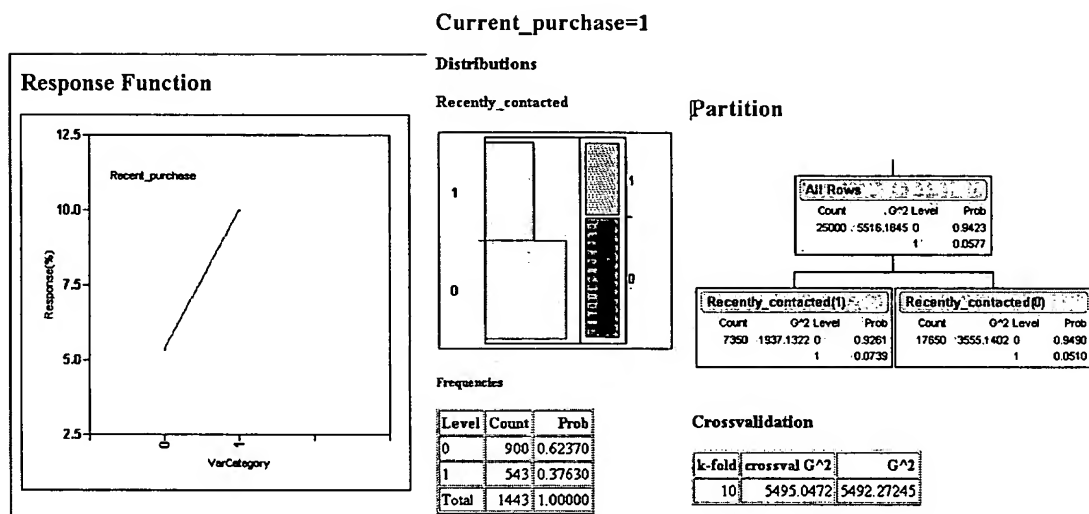 Current_purchase=1
Response Function
12.5
Recent_purchase
10.0
Response(%)
7.5
5.0
2.5
0
1
VarCategory
Distributions
Recently_contacted
1
0
1
0
Frequencies
Level Count Prob
0 900 0.62370
1 543 0.37630
Total 1443 1.00000
Partition
All Rows
Count G^2 Level Prob
25000 5516.1845 0 0.9423
1 0.0577
Recently_contacted(1)
Count G^2 Level Prob
7350 1937.1322 0 0.9261
1 0.0739
Recently_contacted(0)
Count G^2 Level Prob
17650 3555.1402 0 0.9490
1 0.0510
Crossvalidation
k-fold crossval G^2 G^2
10 5495.0472 5492.27245